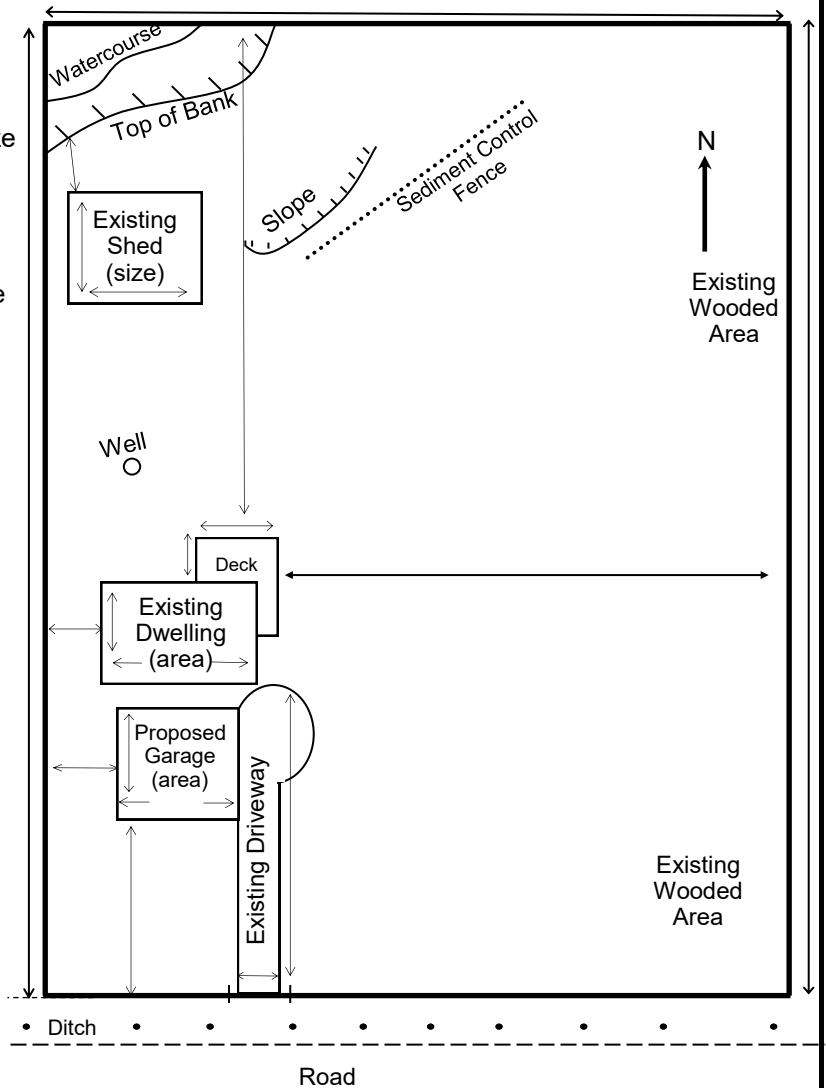 Watercourse
Top of Bank
Existing
Shed
(size)
Slope
Sediment Control
Fence
N
Existing
Wooded
Area
Well
Deck
Existing
Dwelling
(area)
Proposed
Garage
(area)
Existing Driveway
Existing
Wooded
Area
Ditch
Road